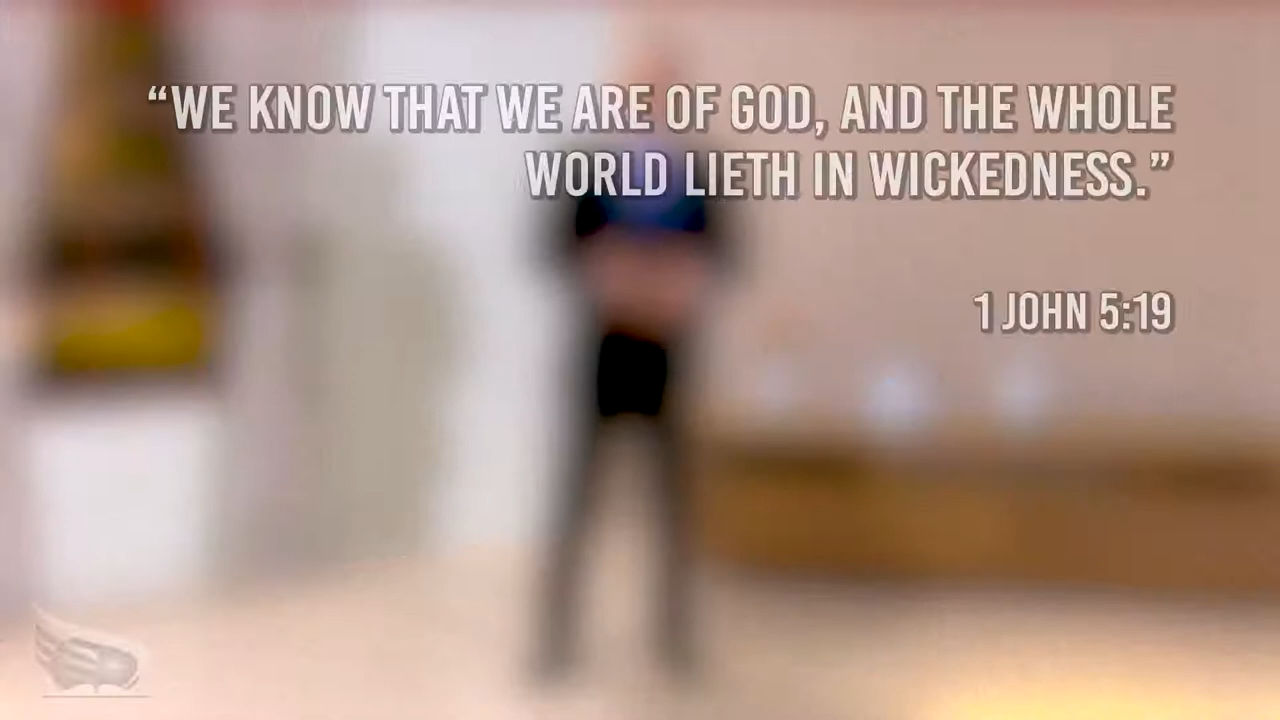 “WE KNOW THAT WE ARE OF GOD, AND THE WHOLE
WORLD LIETH IN WICKEDNESS.”
1 JOHN 5:19